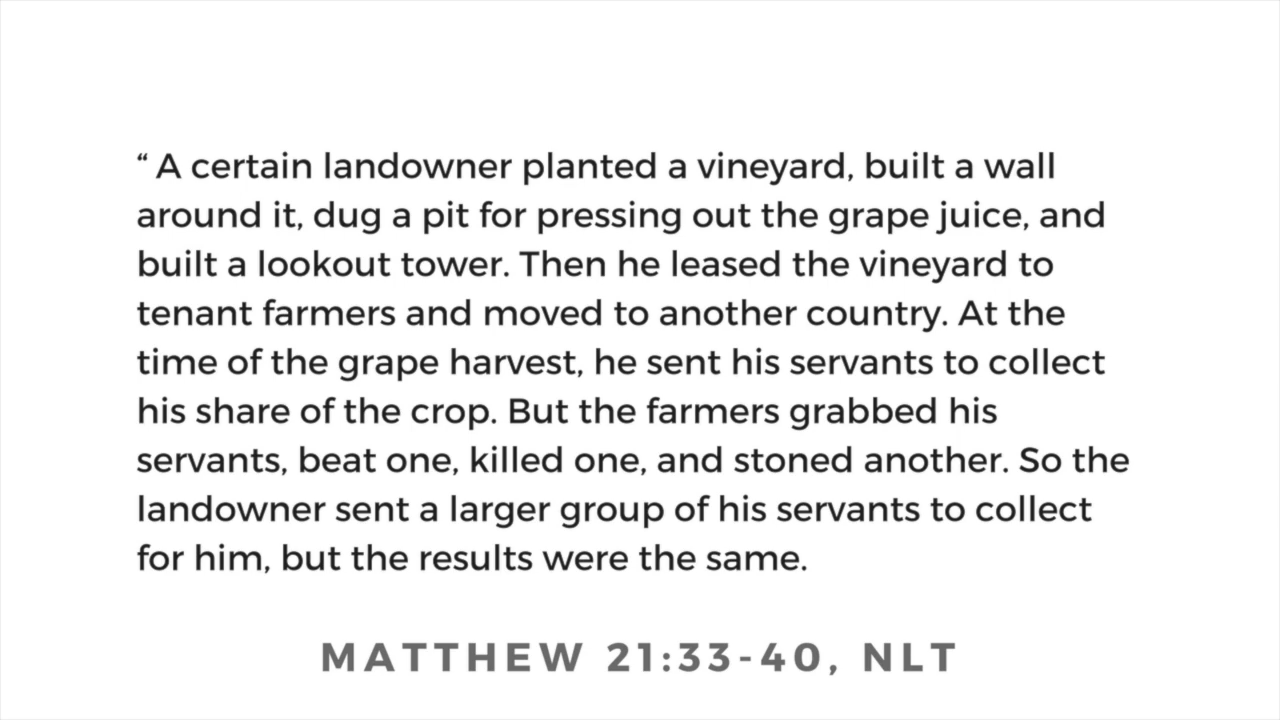 “ A certain landowner planted a vineyard, built a wall
around it, dug a pit for pressing out the grape juice, and
built a lookout tower. Then he leased the vineyard to
tenant farmers and moved to another country. At the
time of the grape harvest, he sent his servants to collect
his share of the crop. But the farmers grabbed his
servants, beat one, killed one, and stoned another. So the
landowner sent a larger group of his servants to collect
for him, but the results were the same.
MATTHEW 21:33-40, NLT